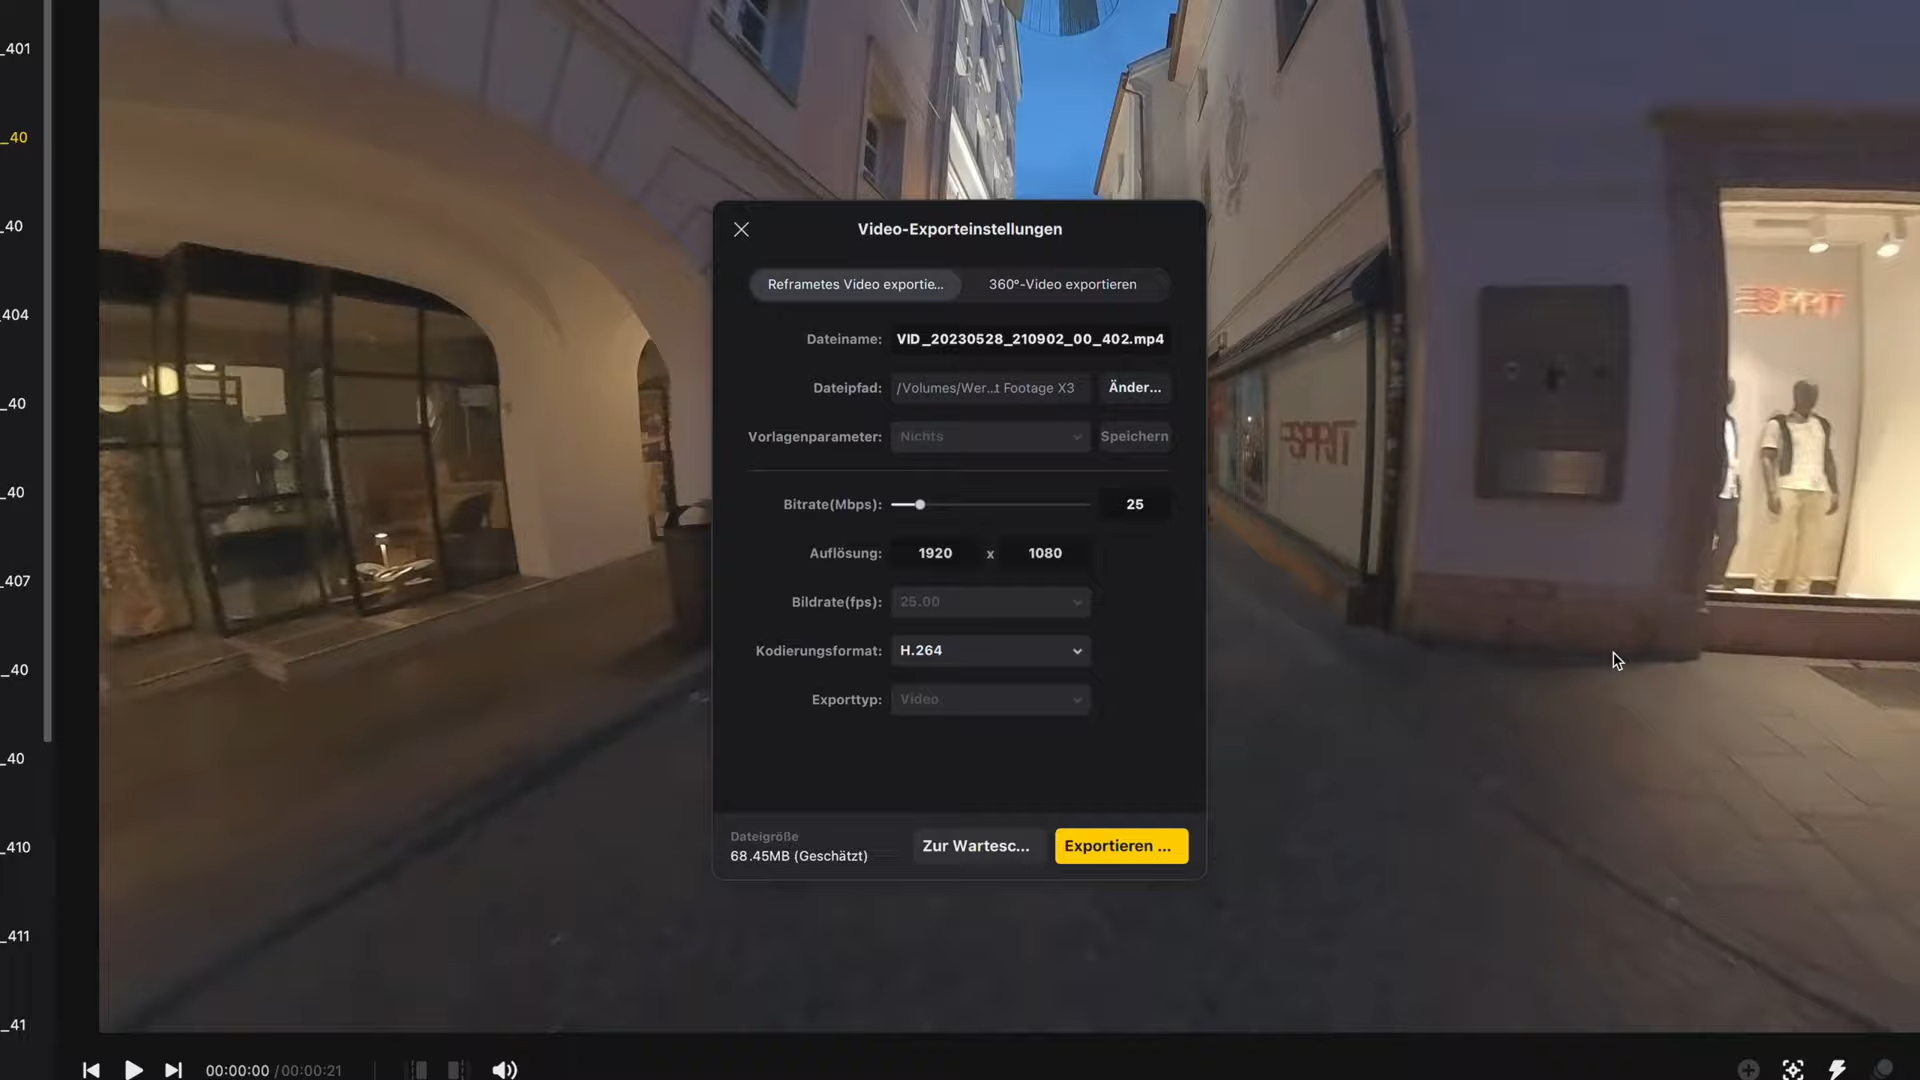 _401
_40
_40
_404
_40
_40
_407
_40
_40
_410
_411
_41
Video-Exporteinstellungen
Reframetes Video exportie...
360°-Video exportieren
Dateiname: VID_20230528_210902_00_402.mp4
Dateipfad: /Volumes/Wer...t Footage X3 Änder...
Vorlagenparameter: Nichts Speichern
Bitrate(Mbps): 25
Auflösung: 1920 x 1080
Bildrate(fps): 25.00
Kodierungsformat: H.264
Exporttyp: Video
Dateigröße
68.45MB (Geschätzt)
Zur Wartesc...
Exportieren ...
ESPRIT
ESPRIT
00:00:00 / 00:00:21